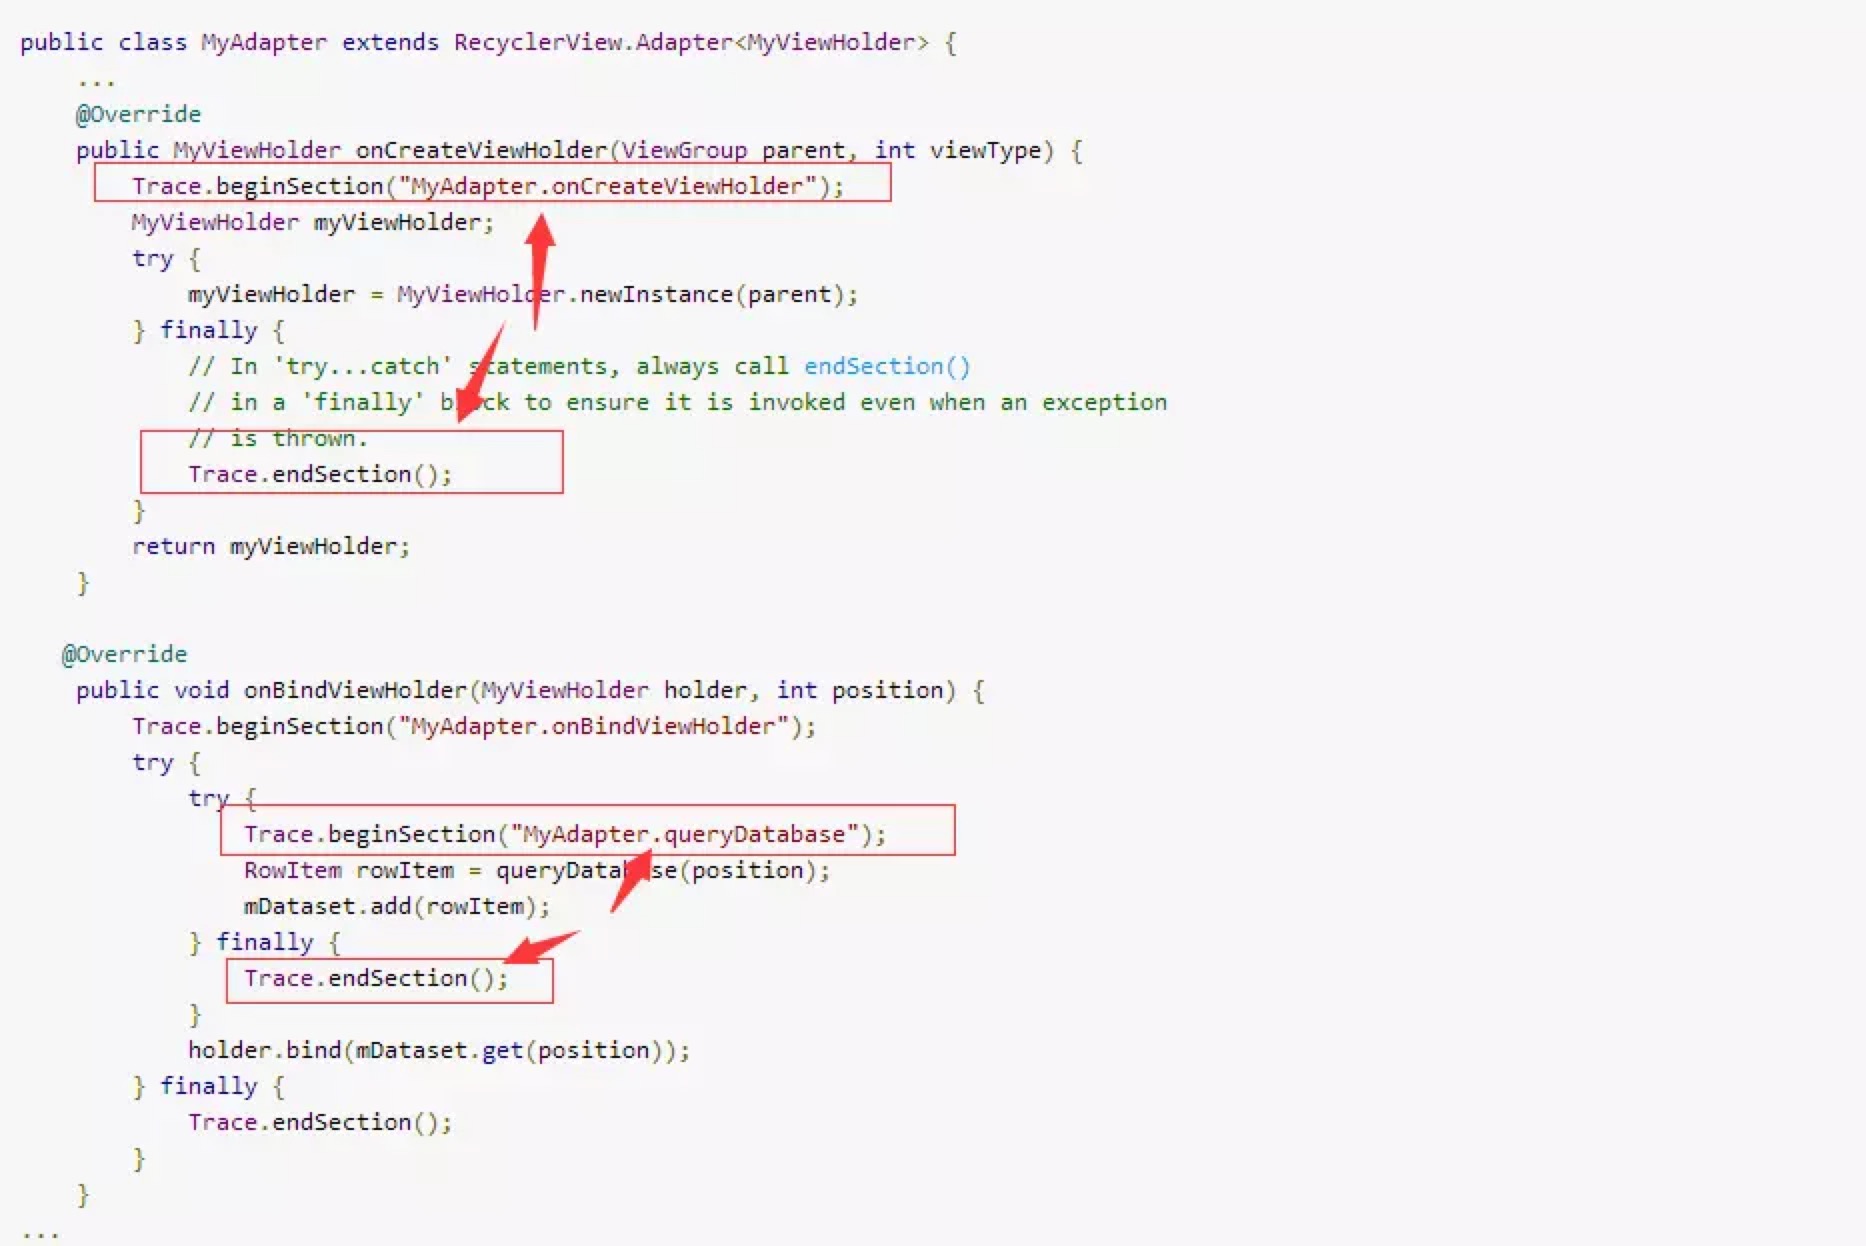 public class MyAdapter extends RecyclerView.Adapter<MyViewHolder> {
...
@Override
public MyViewHolder onCreateViewHolder(ViewGroup parent, int viewType) {
Trace.beginSection("MyAdapter.onCreateViewHolder");
MyViewHolder myViewHolder;
try {
myViewHolder = MyViewHolder.newInstance(parent);
} finally {
// In 'try...catch' statements, always call endSection()
// in a 'finally' block to ensure it is invoked even when an exception
// is thrown.
Trace.endSection();
}
return myViewHolder;
}
@Override
public void onBindViewHolder(MyViewHolder holder, int position) {
Trace.beginSection("MyAdapter.onBindViewHolder");
try {
try {
Trace.beginSection("MyAdapter.queryDatabase");
RowItem rowItem = queryDatabase(position);
mDataset.add(rowItem);
} finally {
Trace.endSection();
}
holder.bind(mDataset.get(position));
} finally {
Trace.endSection();
}
}
...